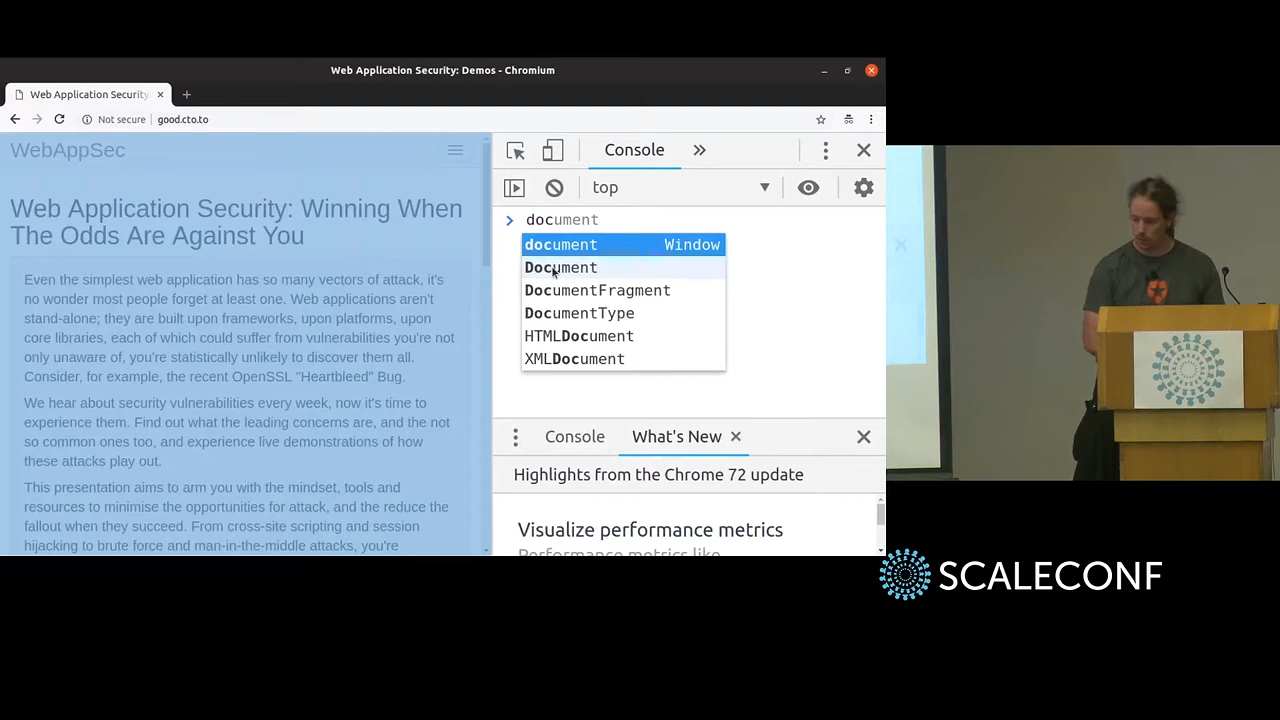 Web Application Security: Demos - Chromium
Web Application Security:
Not secure
good.cto.to
WebAppSec
Web Application Security: Winning When
The Odds Are Against You
Even the simplest web application has so many vectors of attack, it's
no wonder most people forget at least one. Web applications aren't
stand-alone; they are built upon frameworks, upon platforms, upon
core libraries, each of which could suffer from vulnerabilities you're not
only unaware of, you're statistically unlikely to discover them all.
Consider, for example, the recent OpenSSL "Heartbleed" Bug.
We hear about security vulnerabilities every week, now it's time to
experience them. Find out what the leading concerns are, and the not
so common ones too, and experience live demonstrations of how
these attacks play out.
This presentation aims to arm you with the mindset, tools and
resources to minimise the opportunities for attack, and the reduce the
fallout when they succeed. From cross-site scripting and session
hijacking to brute force and man-in-the-middle attacks, you're
Console
top
document
document Window
Document
DocumentFragment
DocumentType
HTMLDocument
XMLDocument
Console
What's New
Highlights from the Chrome 72 update
Visualize performance metrics
Performance metrics like
SCALECONF